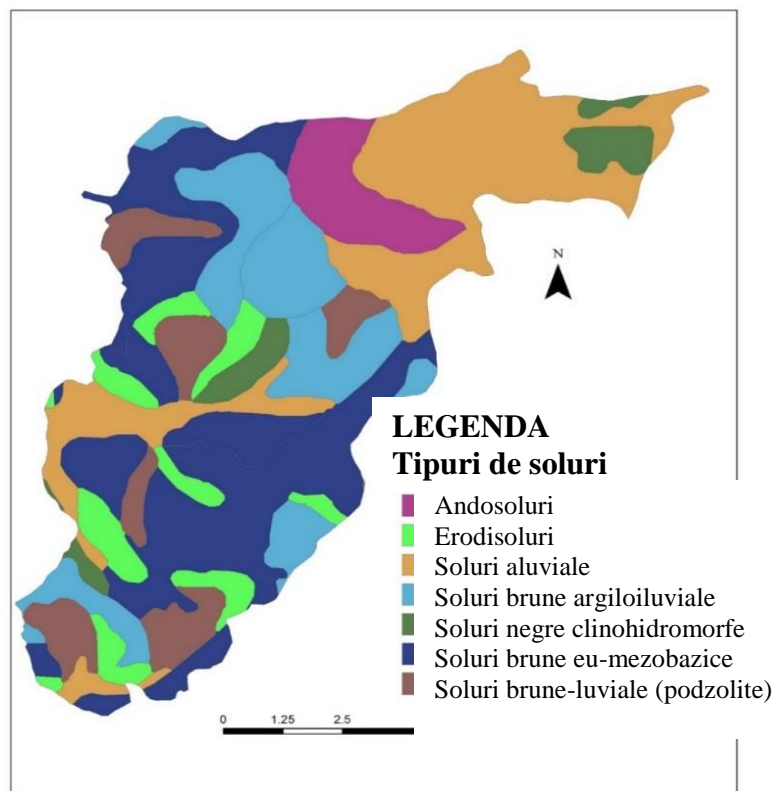 N
LEGENDA
Tipuri de soluri
Andosoluri
Erodisoluri
Soluri aluviale
Soluri brune argiloiluviale
Soluri negre clinohidromorfe
Soluri brune eu-mezobazice
Soluri brune-luviale (podzolite)
0 1.25 2.5